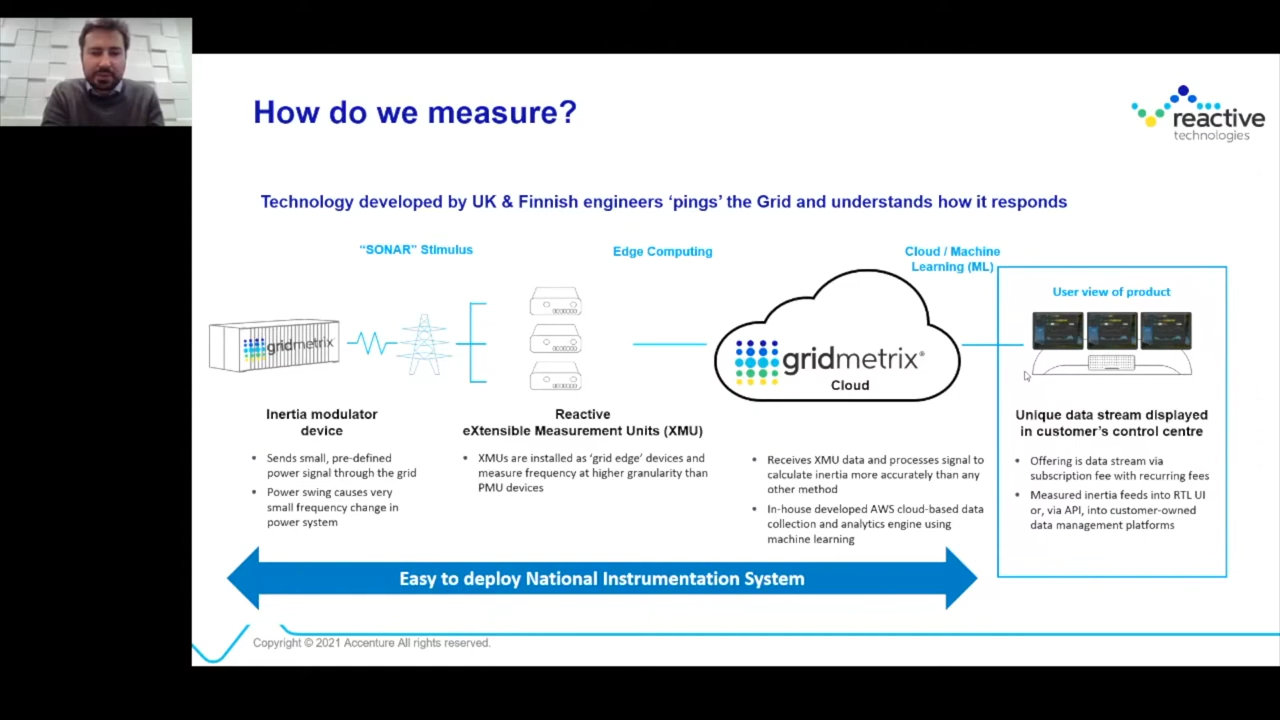 How do we measure?
reactive
technologies
Technology developed by UK & Finnish engineers 'pings' the Grid and understands how it responds
"SONAR" Stimulus
Edge Computing
Cloud / Machine
Learning (ML)
User view of product
gridmetrix
gridmetrix®
Cloud
Inertia modulator
device
Sends small, pre-defined
power signal through the grid
Power swing causes very
small frequency change in
power system
Reactive
eXtensible Measurement Units (XMU)
XMUs are installed as 'grid edge' devices and
measure frequency at higher granularity than
PMU devices
Receives XMU data and processes signal to
calculate inertia more accurately than any
other method
In-house developed AWS cloud-based data
collection and analytics engine using
machine learning
Unique data stream displayed
in customer's control centre
Offering is data stream via
subscription fee with recurring fees
Measured inertia feeds into RTL UI
or, via API, into customer-owned
data management platforms
Easy to deploy National Instrumentation System
Copyright © 2021 Accenture All rights reserved.